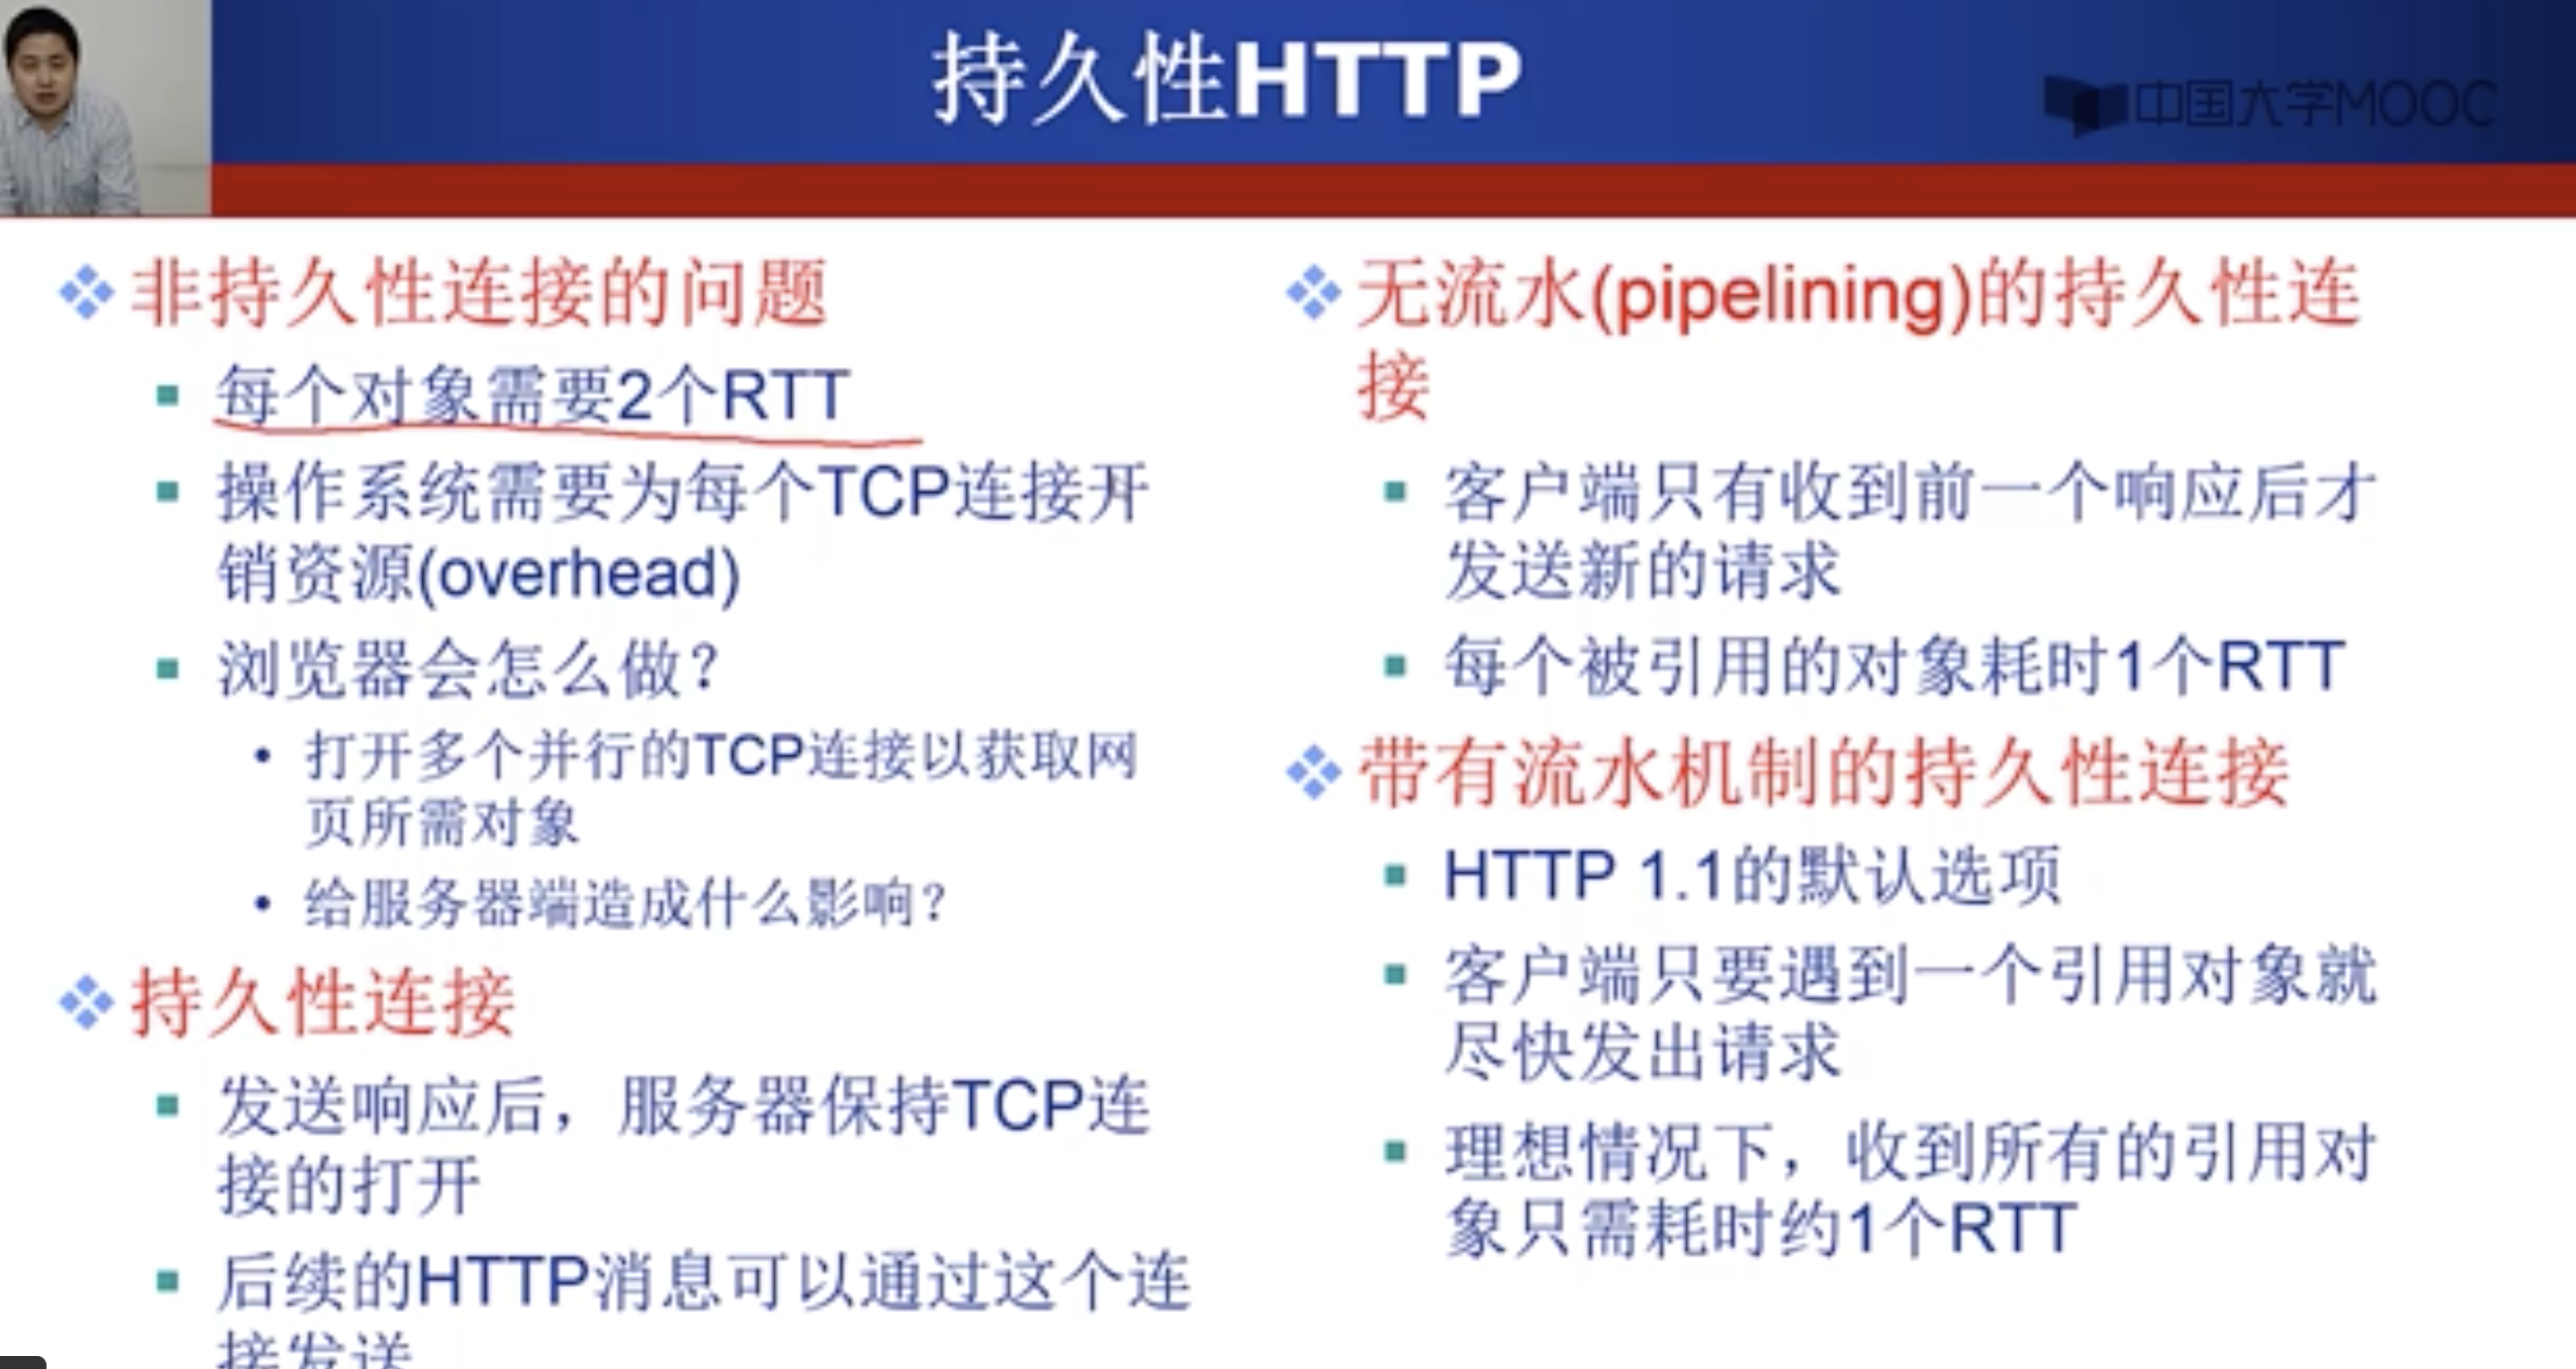 持久性HTTP
中国大学MOOC
非持久性连接的问题
每个对象需要2个RTT
操作系统需要为每个TCP连接开
销资源(overhead)
浏览器会怎么做？
打开多个并行的TCP连接以获取网
页所需对象
给服务器端造成什么影响？
持久性连接
发送响应后，服务器保持TCP连
接的打开
后续的HTTP消息可以通过这个连
接发送
无流水(pipelining)的持久性连
接
客户端只有收到前一个响应后才
发送新的请求
每个被引用的对象耗时1个RTT
带有流水机制的持久性连接
HTTP 1.1的默认选项
客户端只要遇到一个引用对象就
尽快发出请求
理想情况下，收到所有的引用对
象只需耗时约1个RTT